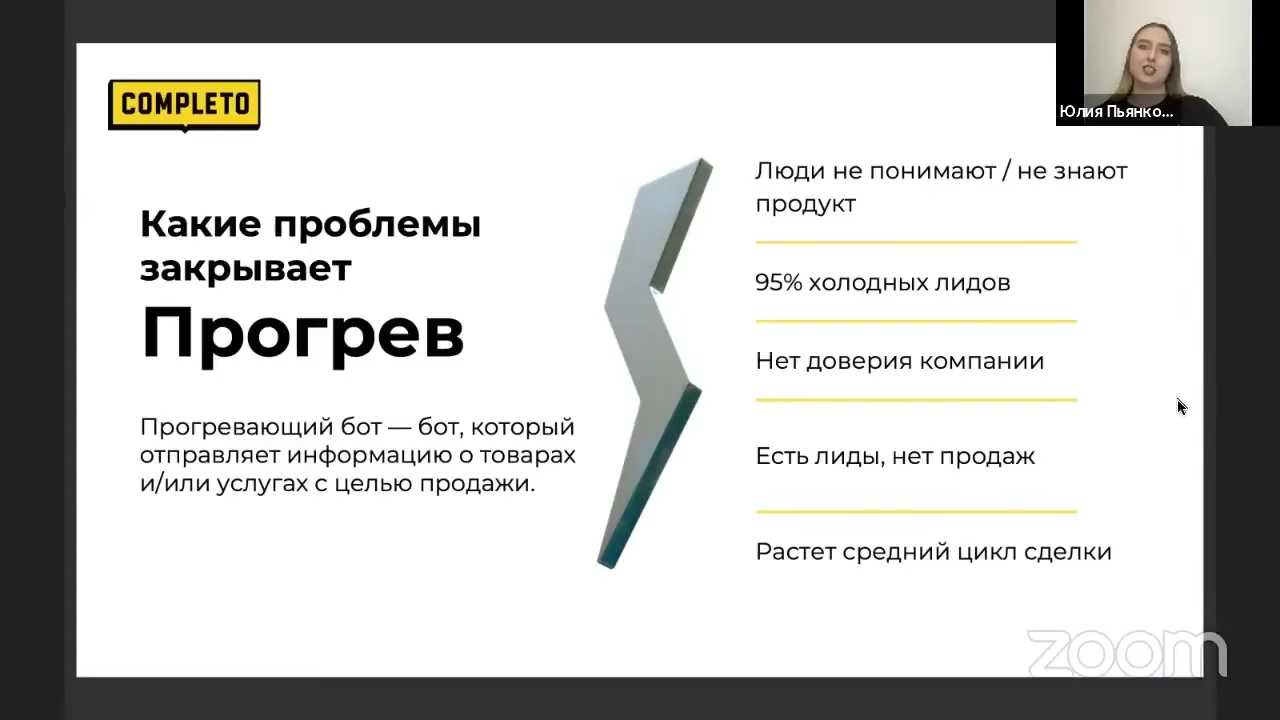 COMPLETO
Какие проблемы
закрывает
Прогрев
Прогревающий бот — бот, который
отправляет информацию о товарах
и/или услугах с целью продажи.
Люди не понимают / не знают
продукт
95% холодных лидов
Нет доверия компании
Есть лиды, нет продаж
Растет средний цикл сделки
Юлия Пьянко...
zoom